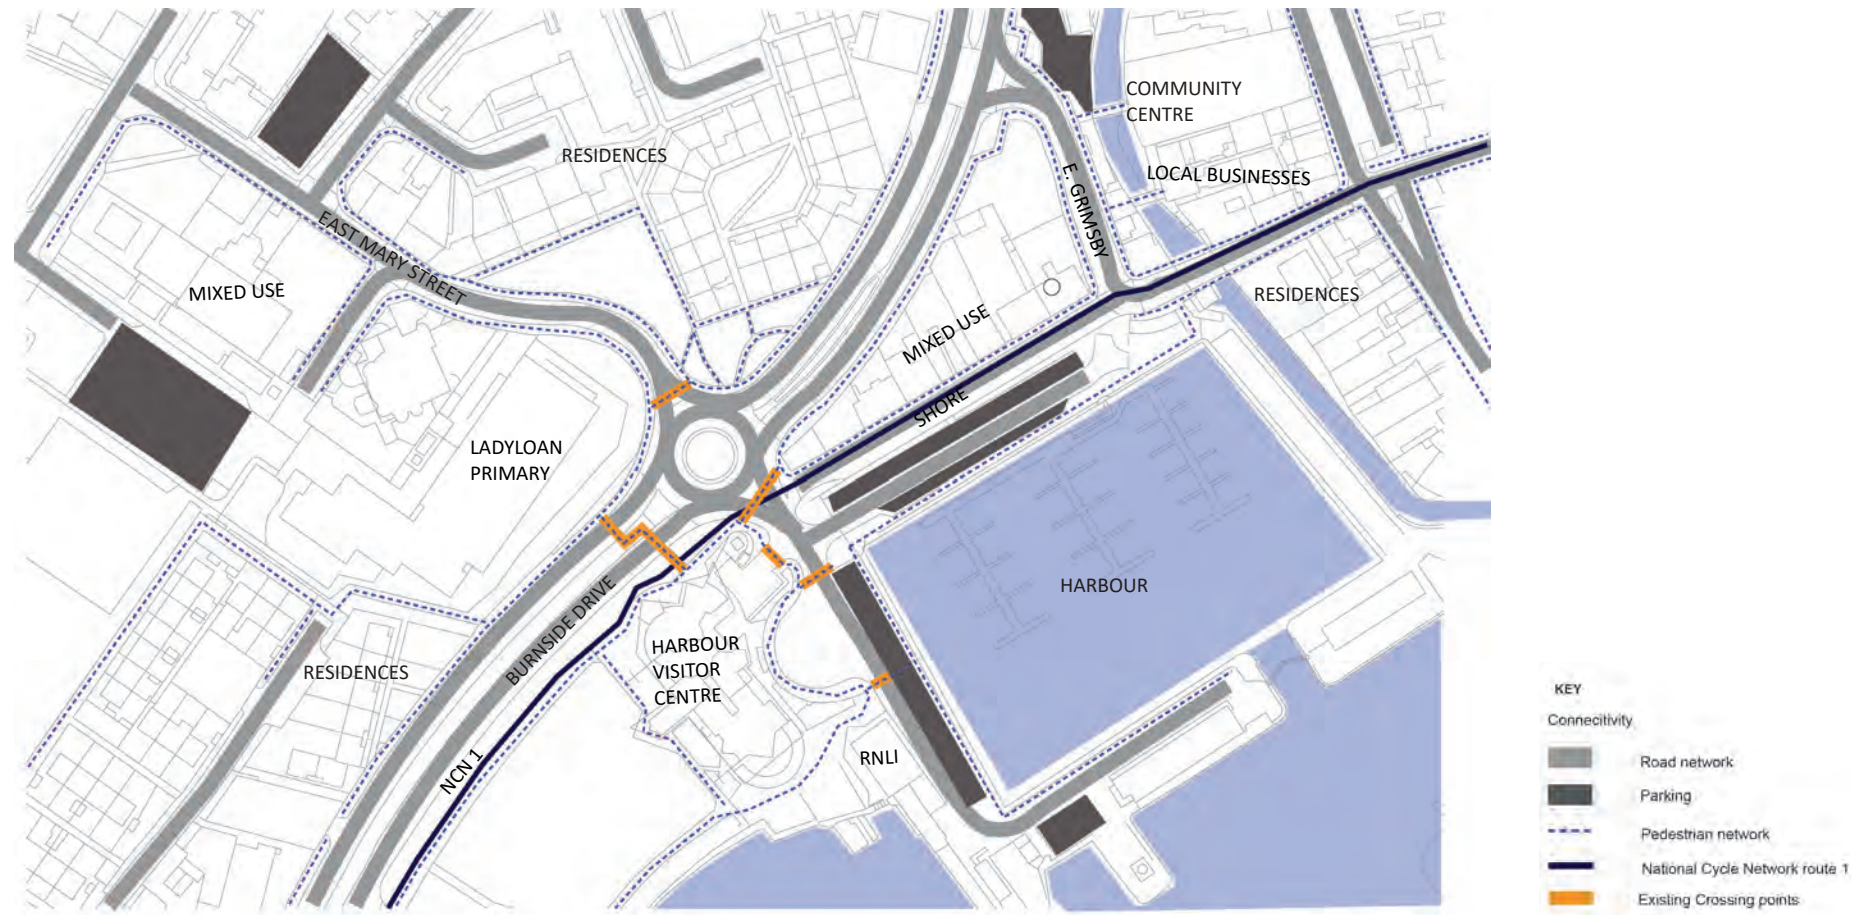 COMMUNITY
CENTRE
RESIDENCES
LOCAL BUSINESSES
E. GRIMSBY
EAST MARY STREET
MIXED USE
RESIDENCES
MIXED USE
SHORE
LADYLOAN
PRIMARY
HARBOUR
BURNSIDE DRIVE
HARBOUR
VISITOR
CENTRE
RESIDENCES
NCN 1
RNLI
KEY
Connecitivity
Road network
Parking
Pedestrian network
National Cycle Network route 1
Existing Crossing points